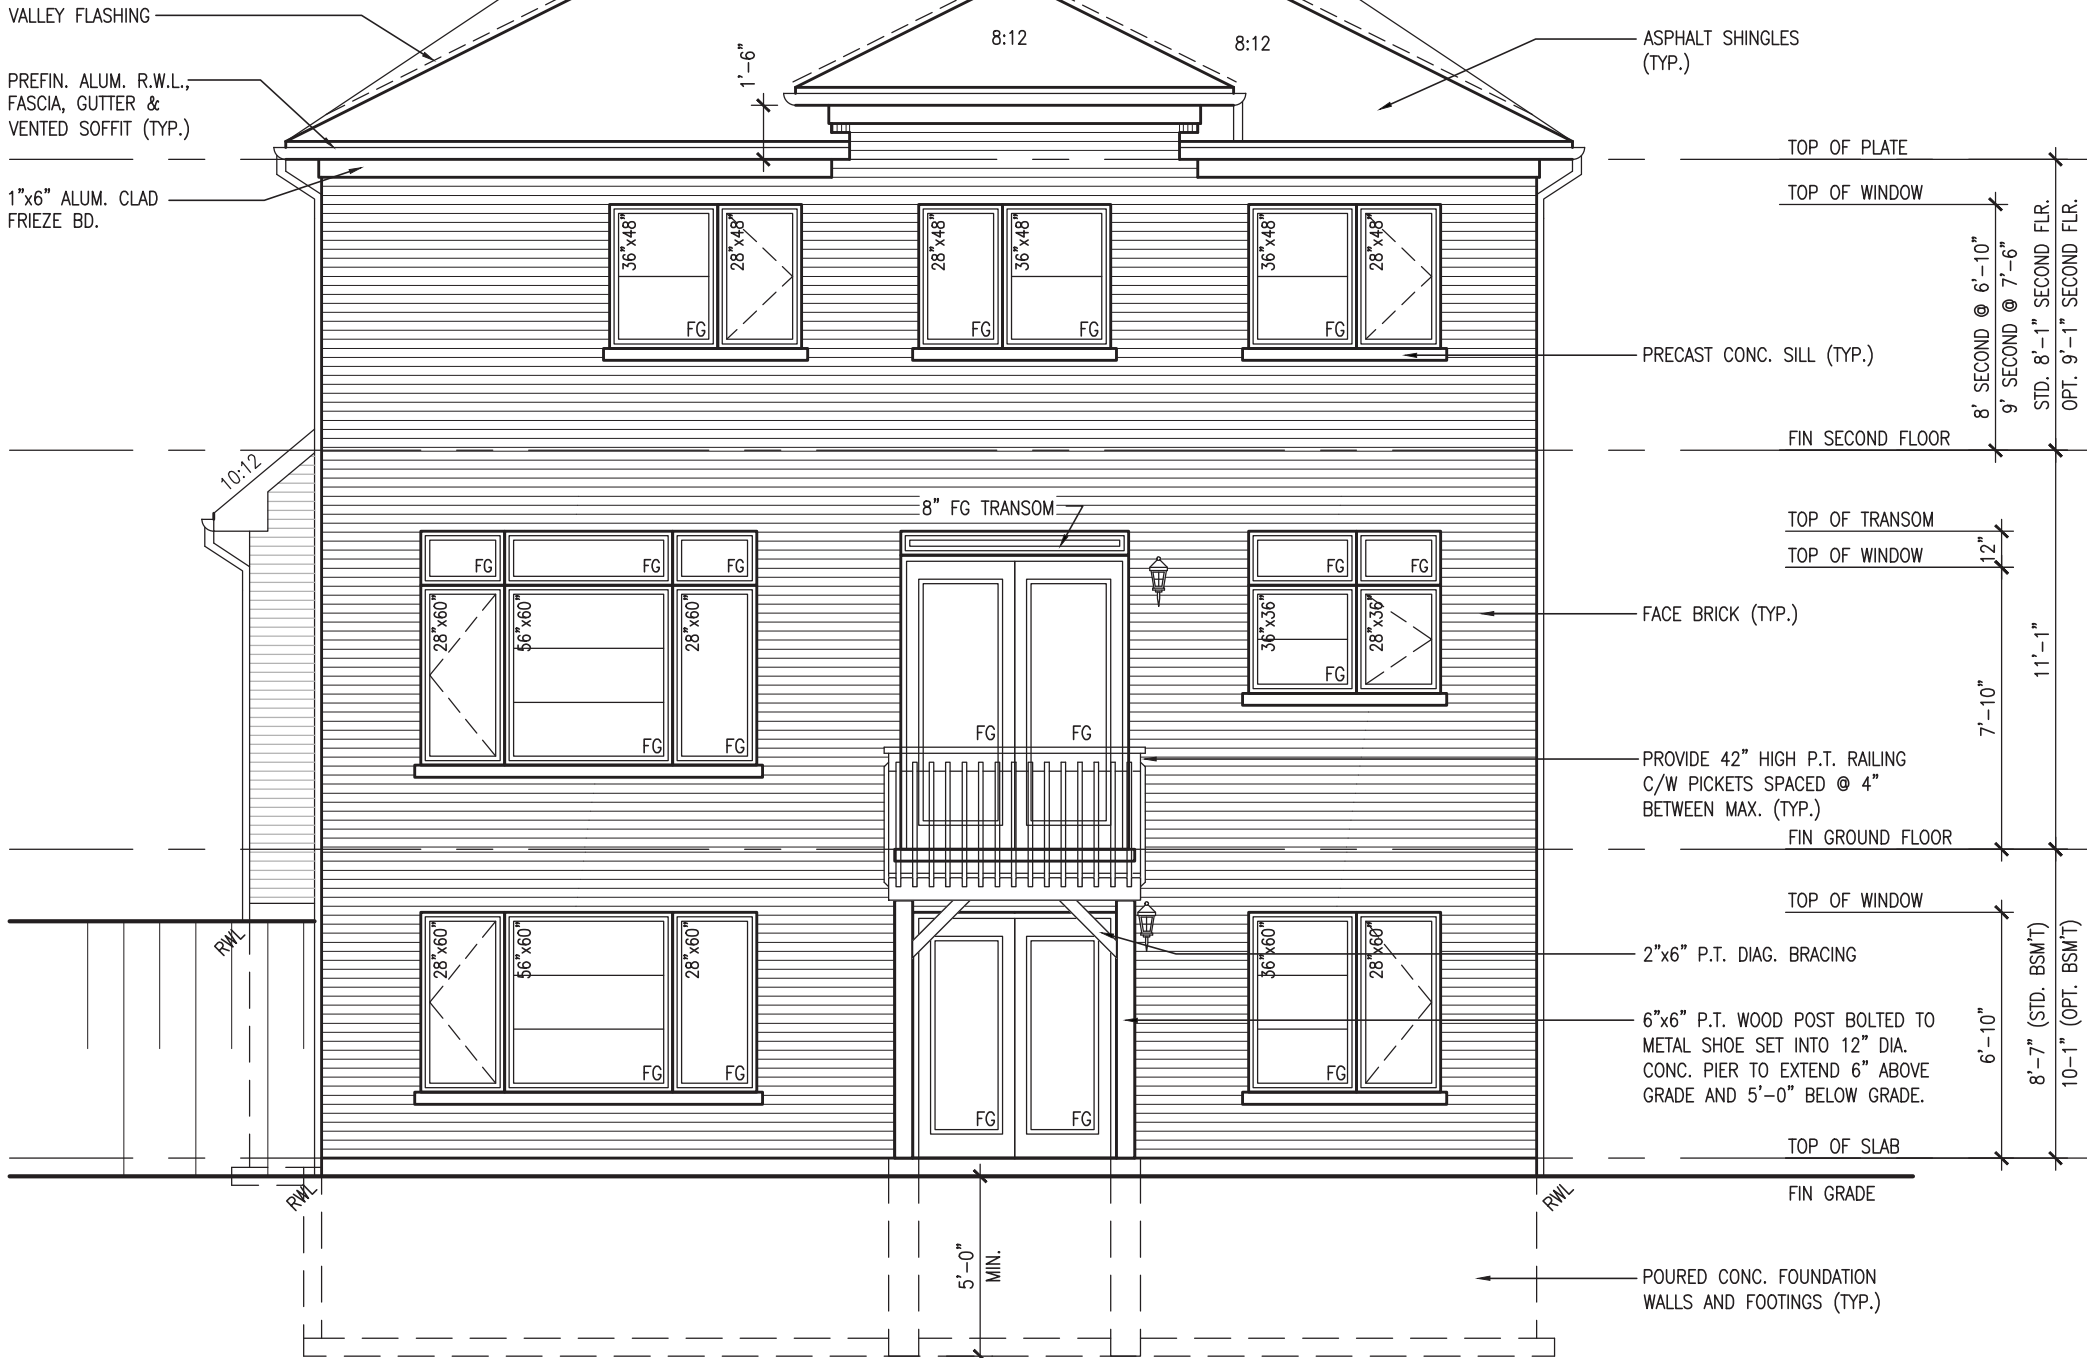 VALLEY FLASHING
PREFIN. ALUM. R.W.L.,
FASCIA, GUTTER &
VENTED SOFFIT (TYP.)
1"x6" ALUM. CLAD
FRIEZE BD.
1'-6"
8:12
8:12
ASPHALT SHINGLES
(TYP.)
TOP OF PLATE
TOP OF WINDOW
36"x48"
FG
28"x48"
28"x48"
FG
36"x48"
FG
36"x48"
FG
28"x48"
PRECAST CONC. SILL (TYP.)
8' SECOND @ 6'-10"
9' SECOND @ 7'-6"
STD. 8'-1" SECOND FLR.
OPT. 9'-1" SECOND FLR.
FIN SECOND FLOOR
10:12
8" FG TRANSOM
TOP OF TRANSOM
TOP OF WINDOW
12"
FG
FG
FG
FG
FG
28"x60"
56"x60"
FG
28"x60"
FG
FG
FG
36"x36"
FG
28"x36"
FACE BRICK (TYP.)
11'-1"
7'-10"
PROVIDE 42" HIGH P.T. RAILING
C/W PICKETS SPACED @ 4"
BETWEEN MAX. (TYP.)
FIN GROUND FLOOR
TOP OF WINDOW
RWL
28"x60"
56"x60"
FG
28"x60"
FG
FG
FG
36"x60"
FG
28"x60"
2"x6" P.T. DIAG. BRACING
6"x6" P.T. WOOD POST BOLTED TO
METAL SHOE SET INTO 12" DIA.
CONC. PIER TO EXTEND 6" ABOVE
GRADE AND 5'-0" BELOW GRADE.
6'-10"
8'-7" (STD. BSM'T)
10-1" (OPT. BSM'T)
TOP OF SLAB
FIN GRADE
RWL
RWL
5'-0"
MIN.
POURED CONC. FOUNDATION
WALLS AND FOOTINGS (TYP.)